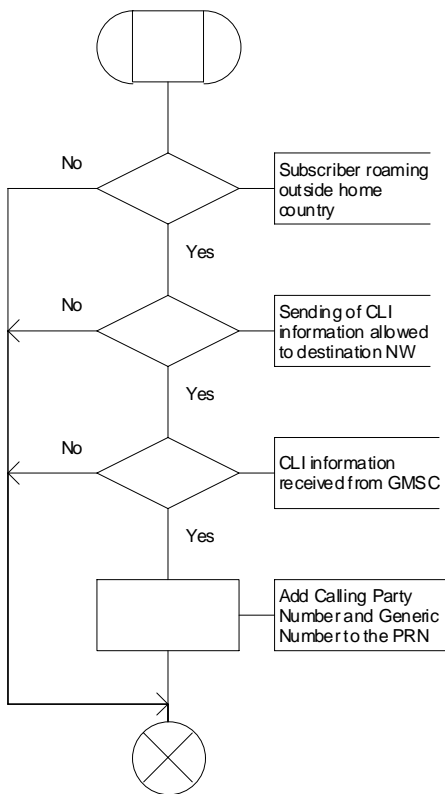 No
Subscriber roaming
outside home
country
Yes
No
Sending of CLI
information allowed
to destination NW
Yes
No
CLI information
received from GMSC
Yes
Add Calling Party
Number and Generic
Number to the PRN